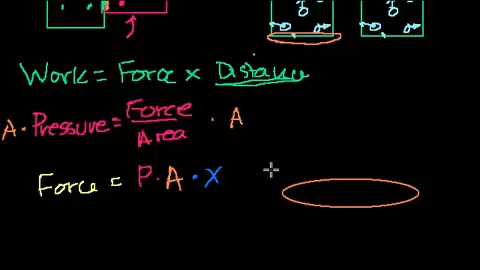 Work = Force × Distance
A · Pressure = Force / Area · A
Force = P · A · X